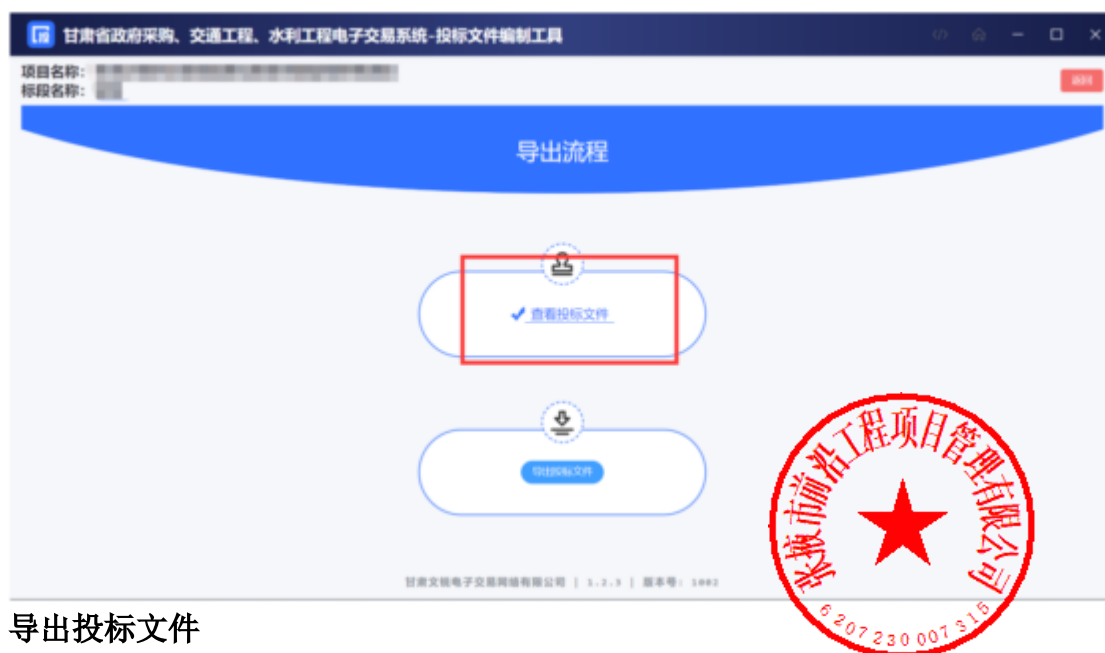 甘肃省政府采购、交通工程、水利工程电子交易系统-投标文件编制工具
项目名称:
标段名称:
返回
导出流程
查看投标文件
导出投标文件
甘肃文锐电子交易网络有限公司 | 1.2.3 | 版本号: 1002
张掖市前沿工程项目管理有限公司
6207230007315
导出投标文件